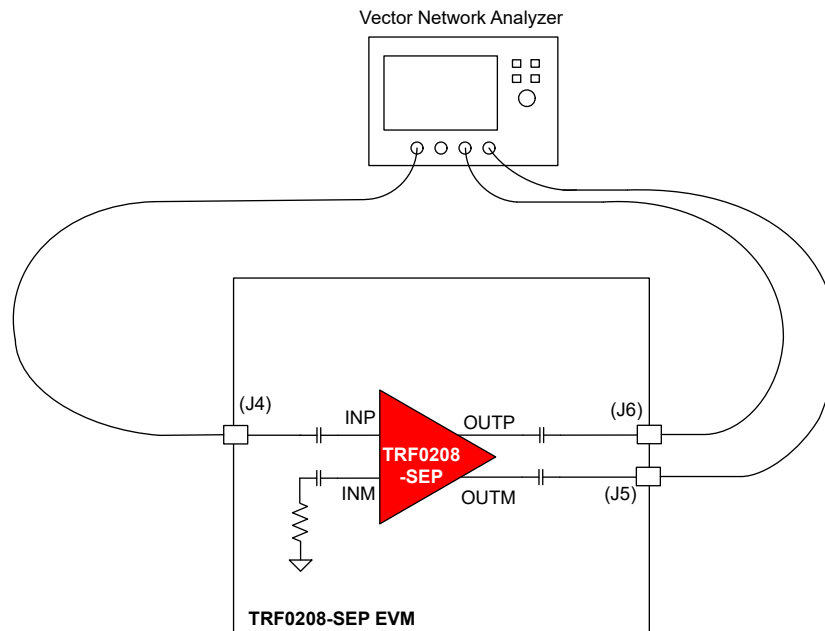 Vector Network Analyzer
(J4)
INP
OUTP
(J6)
TRF0208
-SEP
INM
OUTM
(J5)
TRF0208-SEP EVM